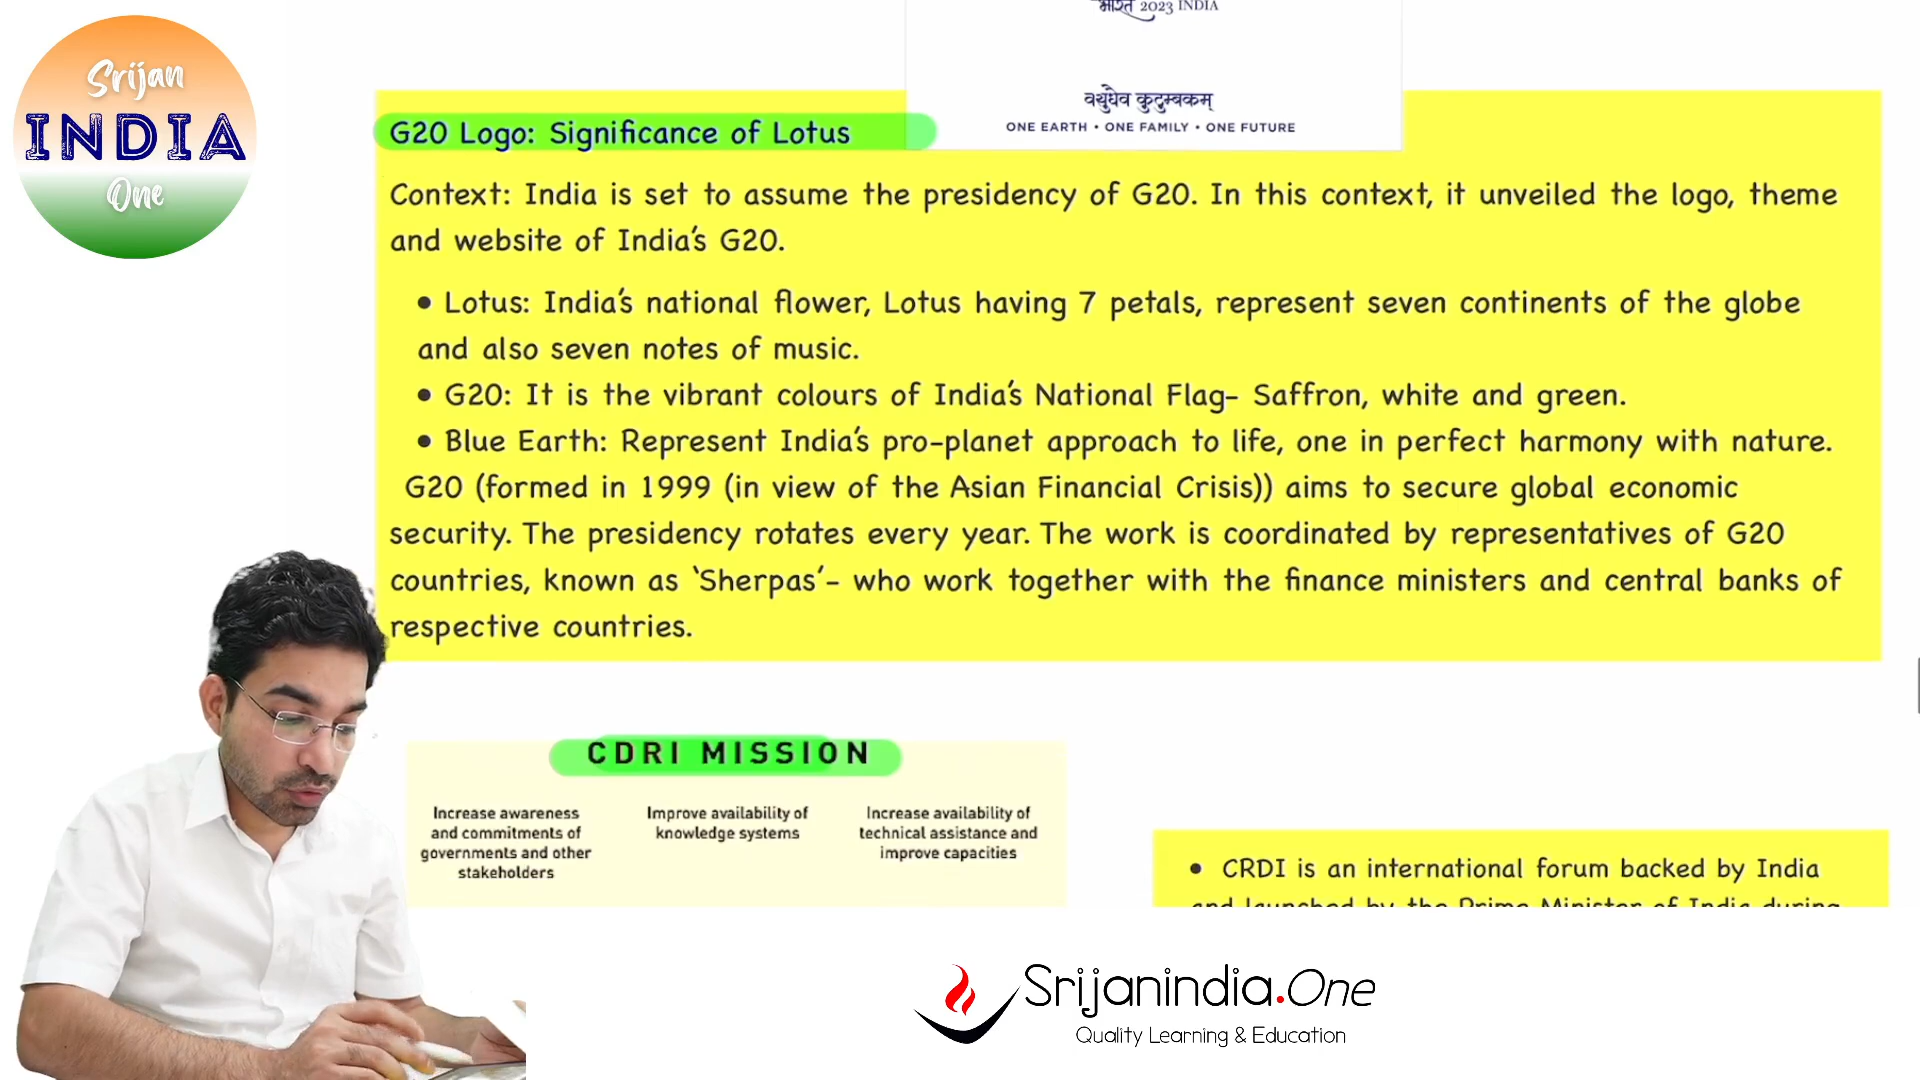 भारत 2023 INDIA
वसुधैव कुटुम्बकम्
ONE EARTH • ONE FAMILY • ONE FUTURE
Srijan
INDIA
One
G20 Logo: Significance of Lotus
Context: India is set to assume the presidency of G20. In this context, it unveiled the logo, theme
and website of India's G20.
• Lotus: India's national flower, Lotus having 7 petals, represent seven continents of the globe
and also seven notes of music.
• G20: It is the vibrant colours of India's National Flag- Saffron, white and green.
• Blue Earth: Represent India's pro-planet approach to life, one in perfect harmony with nature.
G20 (formed in 1999 (in view of the Asian Financial Crisis)) aims to secure global economic
security. The presidency rotates every year. The work is coordinated by representatives of G20
countries, known as 'Sherpas'- who work together with the finance ministers and central banks of
respective countries.
CDRI MISSION
Increase awareness
and commitments of
governments and other
stakeholders
Improve availability of
knowledge systems
Increase availability of
technical assistance and
improve capacities
• CRDI is an international forum backed by India
and launched by the Prime Minister of India during
Srijanindia.One
Quality Learning & Education